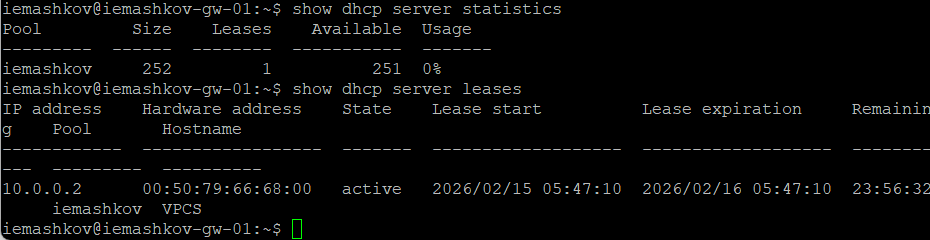 iemashkov@iemashkov-gw-01:~$ show dhcp server statistics
Pool         Size    Leases    Available  Usage
---------  ------  --------  -----------  -------
iemashkov     252         1          251  0%
iemashkov@iemashkov-gw-01:~$ show dhcp server leases
IP address    Hardware address    State    Lease start          Lease expiration     Remainin
g    Pool       Hostname
------------  ------------------  -------  -------------------  -------------------  --------
---  ---------  ----------
10.0.0.2      00:50:79:66:68:00   active   2026/02/15 05:47:10  2026/02/16 05:47:10  23:56:32
     iemashkov  VPCS
iemashkov@iemashkov-gw-01:~$